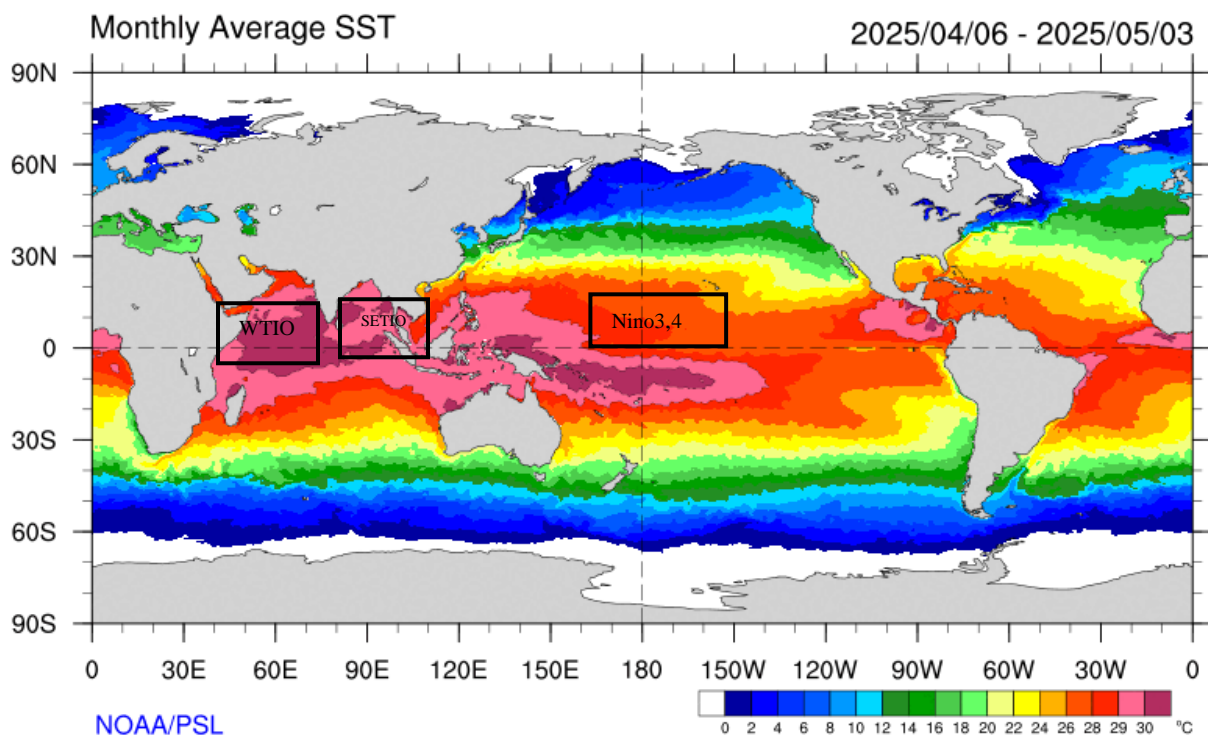 Monthly Average SST 2025/04/06 - 2025/05/03
90N
60N
30N
WTIO SETIO Nino3,4
0
30S
60S
90S
0 30E 60E 90E 120E 150E 180 150W 120W 90W 60W 30W 0
0 2 4 6 8 10 12 14 16 18 20 22 24 26 28 29 30 °C
NOAA/PSL